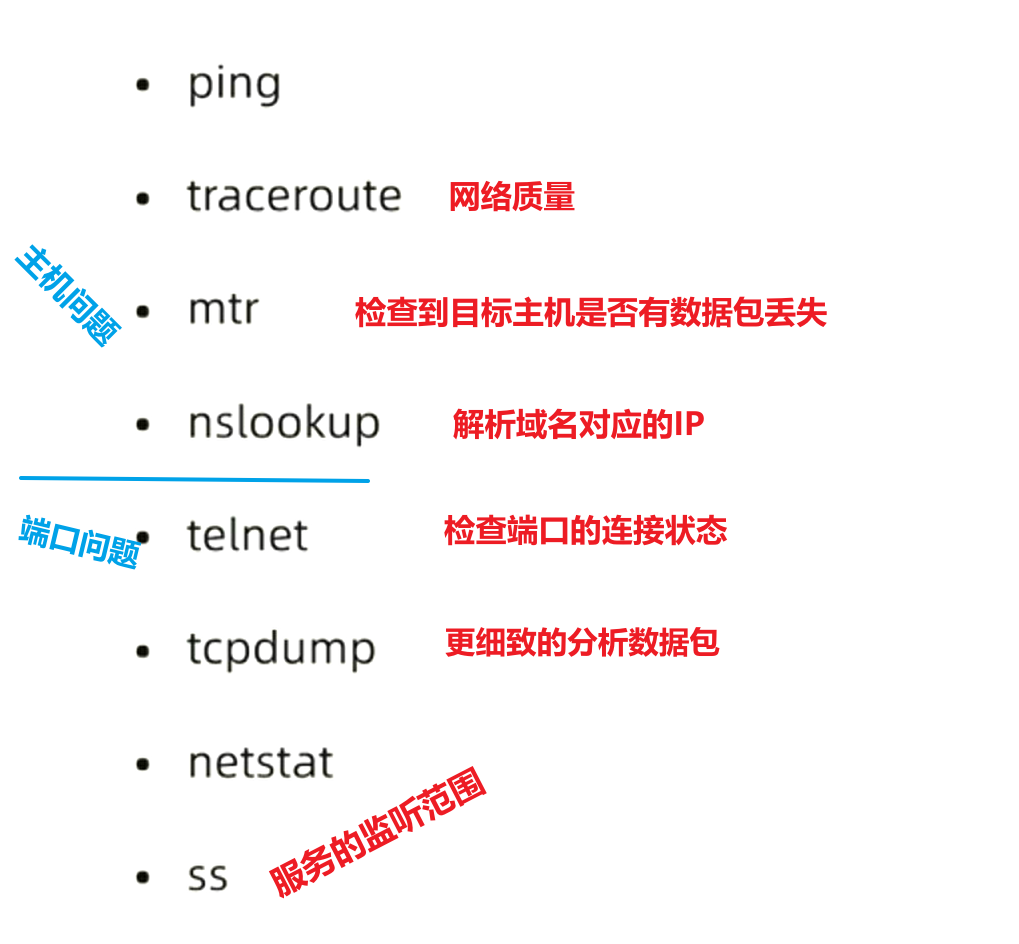 • ping
• traceroute 网络质量
主机问题
• mtr 检查到目标主机是否有数据包丢失
• nslookup 解析域名对应的IP
端口问题
• telnet 检查端口的连接状态
• tcpdump 更细致的分析数据包
• netstat
服务的监听范围
• ss